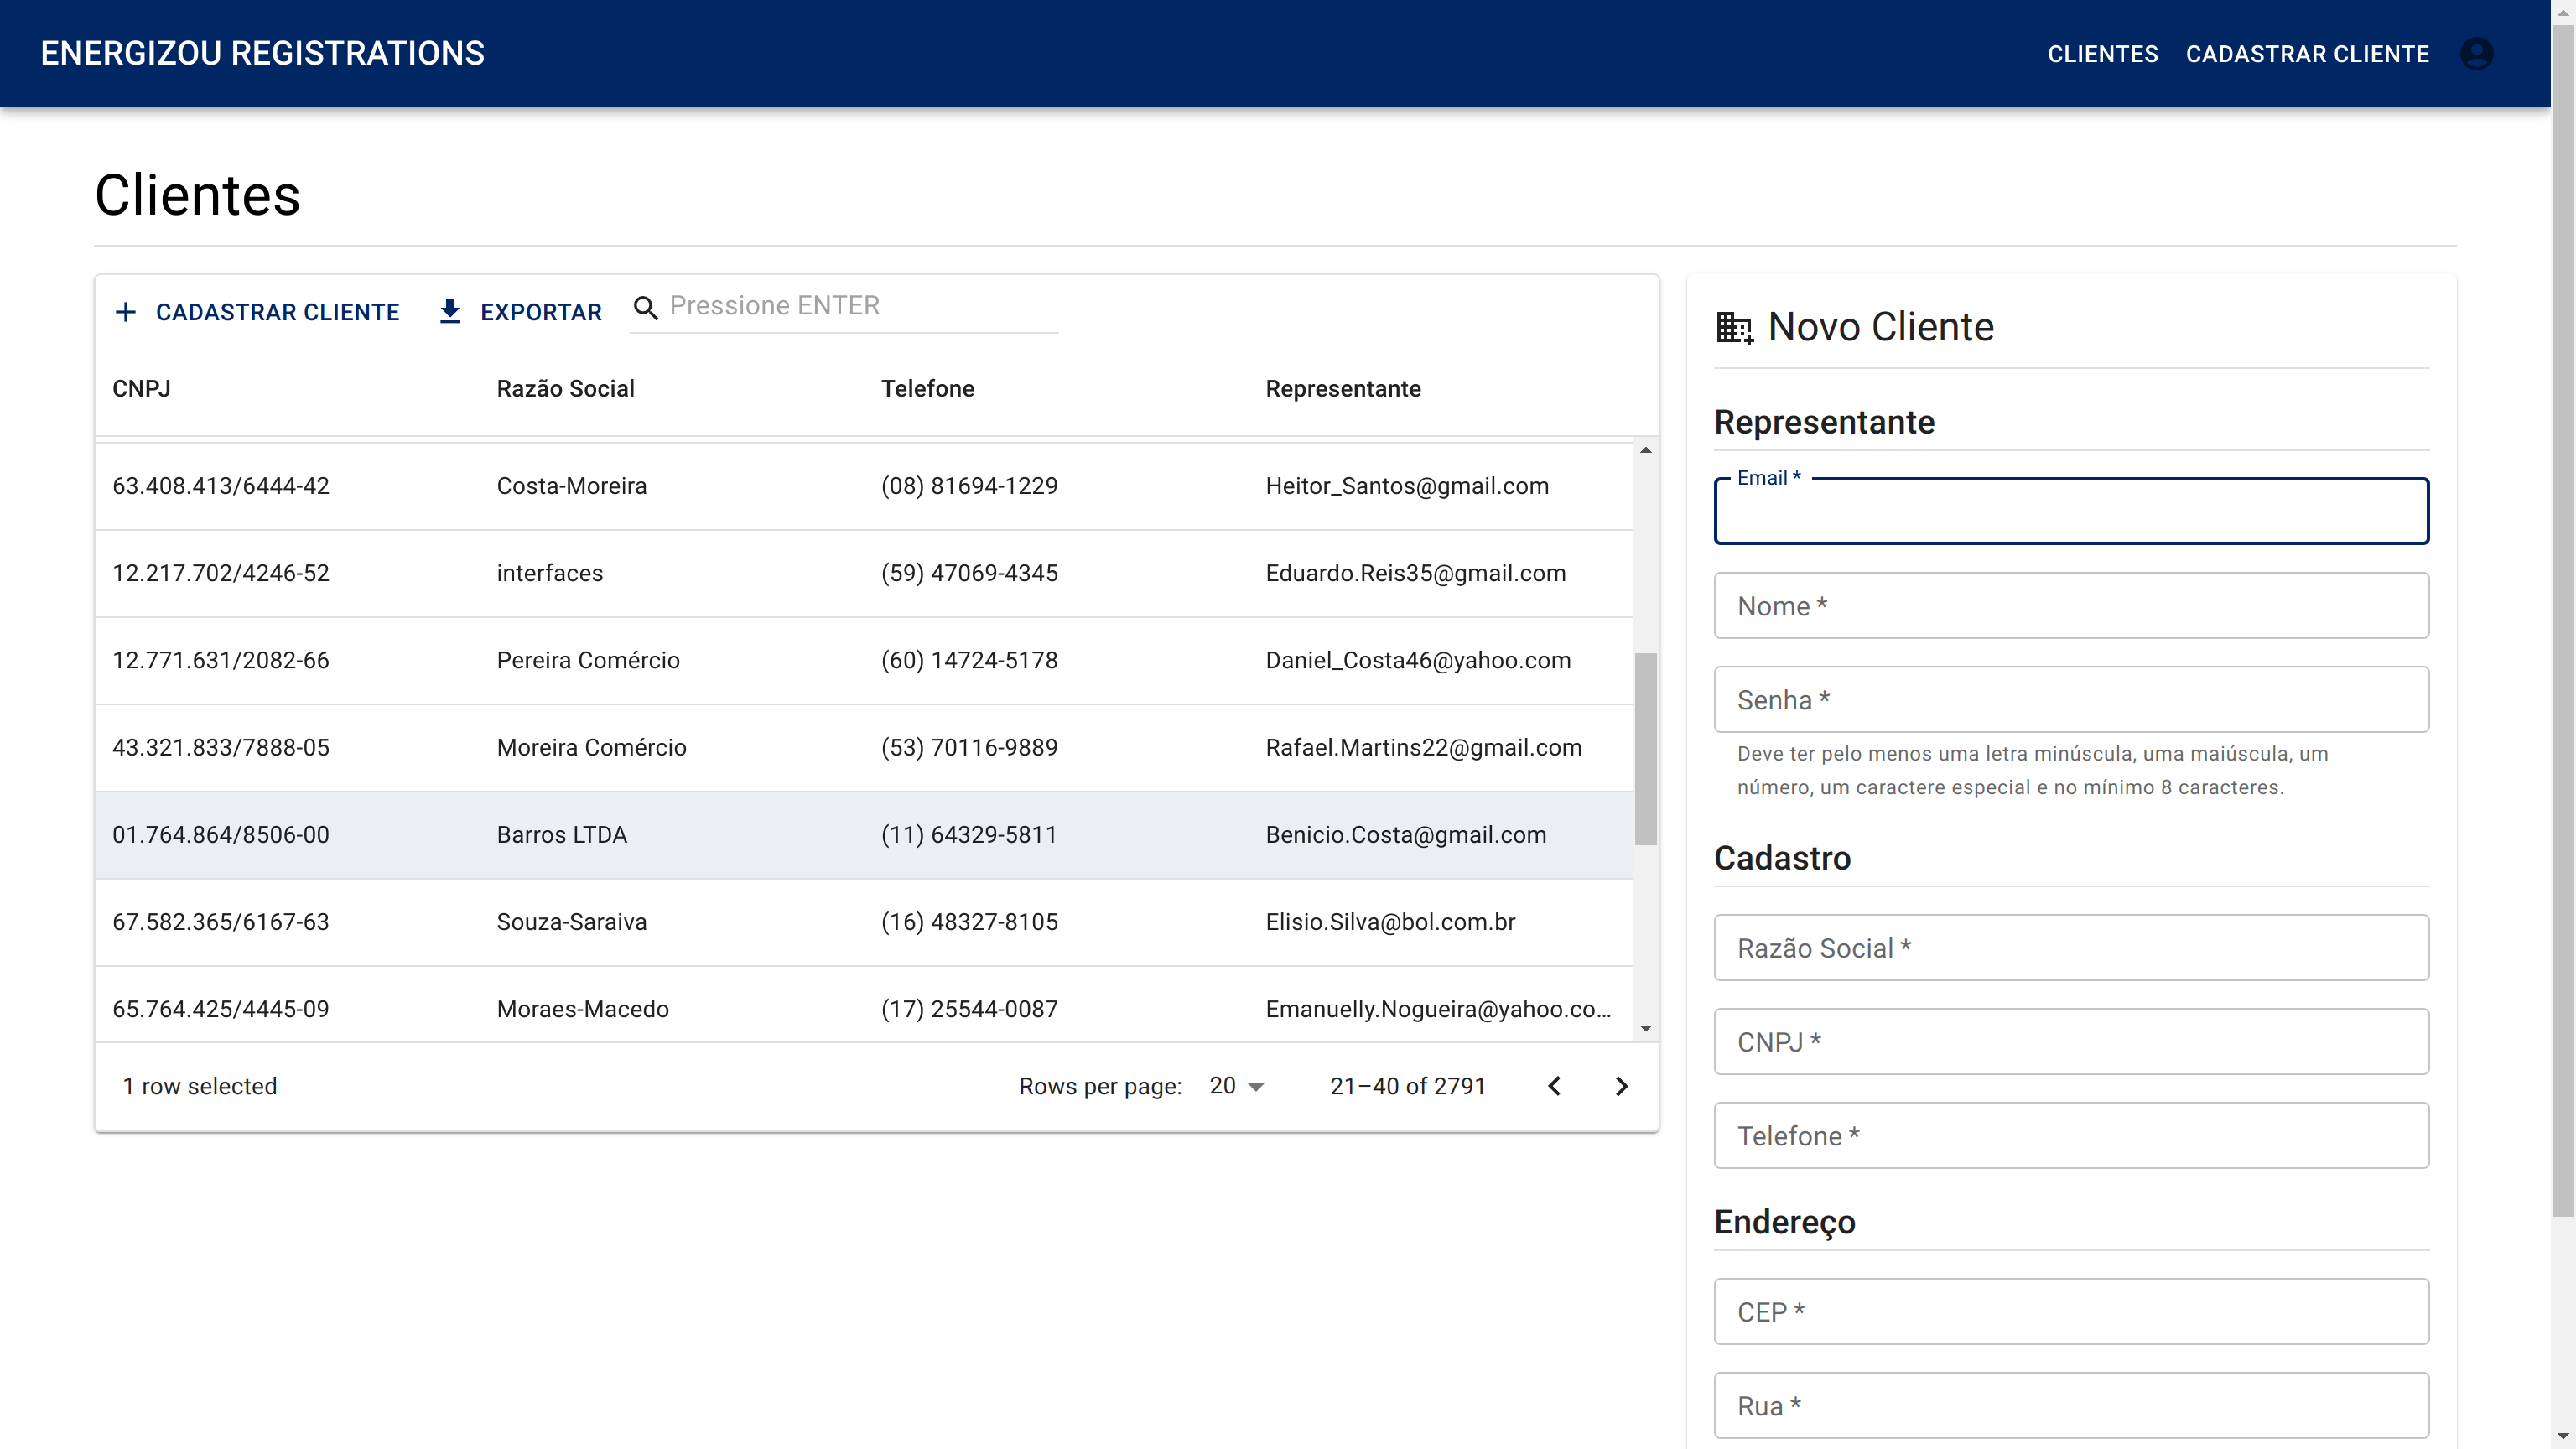 ENERGIZOU REGISTRATIONS
CLIENTES CADASTRAR CLIENTE
Clientes
CADASTRAR CLIENTE EXPORTAR Pressione ENTER
CNPJ Razão Social Telefone Representante
63.408.413/6444-42 Costa-Moreira (08) 81694-1229 Heitor_Santos@gmail.com
12.217.702/4246-52 interfaces (59) 47069-4345 Eduardo.Reis35@gmail.com
12.771.631/2082-66 Pereira Comércio (60) 14724-5178 Daniel_Costa46@yahoo.com
43.321.833/7888-05 Moreira Comércio (53) 70116-9889 Rafael.Martins22@gmail.com
01.764.864/8506-00 Barros LTDA (11) 64329-5811 Benicio.Costa@gmail.com
67.582.365/6167-63 Souza-Saraiva (16) 48327-8105 Elisio.Silva@bol.com.br
65.764.425/4445-09 Moraes-Macedo (17) 25544-0087 Emanuelly.Nogueira@yahoo.co...
1 row selected Rows per page: 20 21–40 of 2791
Novo Cliente
Representante
Email *
Nome *
Senha *
Deve ter pelo menos uma letra minúscula, uma maiúscula, um
número, um caractere especial e no mínimo 8 caracteres.
Cadastro
Razão Social *
CNPJ *
Telefone *
Endereço
CEP *
Rua *